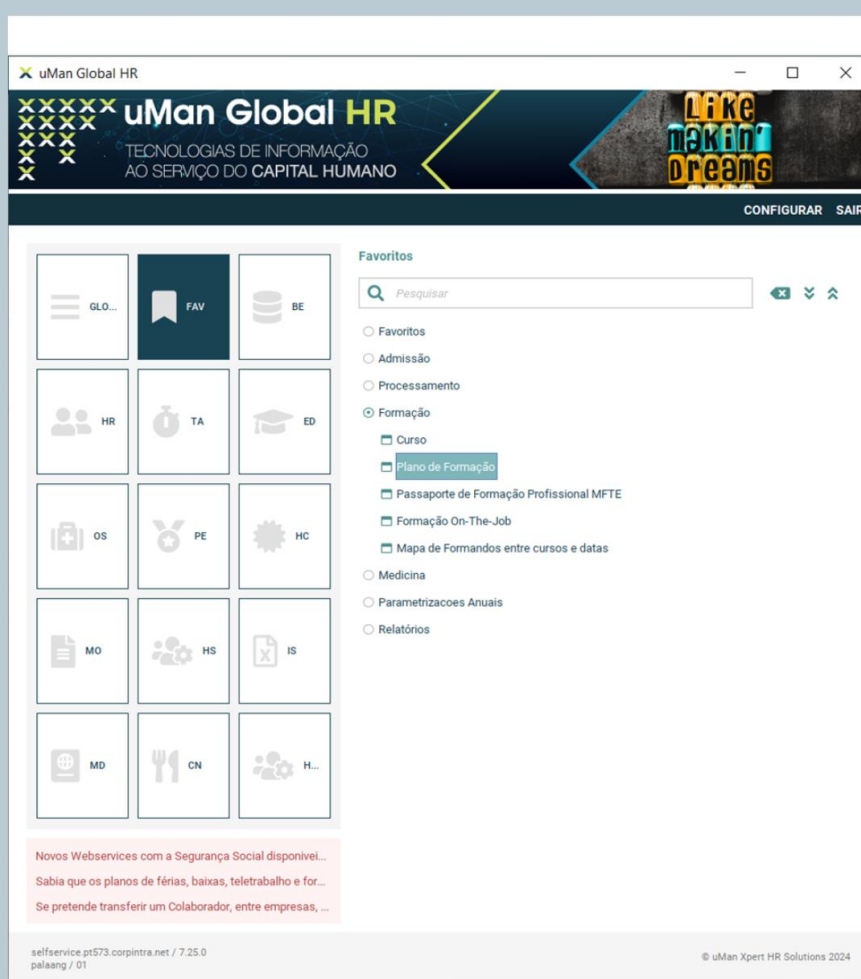 uMan Global HR
uMan Global HR
TECNOLOGIAS DE INFORMAÇÃO
AO SERVIÇO DO CAPITAL HUMANO
LiKe
makin'
Dreams
CONFIGURAR SAIR
GLO...
FAV
BE
HR
TA
ED
OS
PE
HC
MO
HS
IS
MD
CN
H...
Novos Webservices com a Segurança Social disponivei...
Sabia que os planos de férias, baixas, teletrabalho e for...
Se pretende transferir um Colaborador, entre empresas, ...
Favoritos
Pesquisar
Favoritos
Admissão
Processamento
Formação
Curso
Plano de Formação
Passaporte de Formação Profissional MFTE
Formação On-The-Job
Mapa de Formandos entre cursos e datas
Medicina
Parametrizacoes Anuais
Relatórios
selfservice.pt573.corpintra.net / 7.25.0
palaang / 01
© uMan Xpert HR Solutions 2024